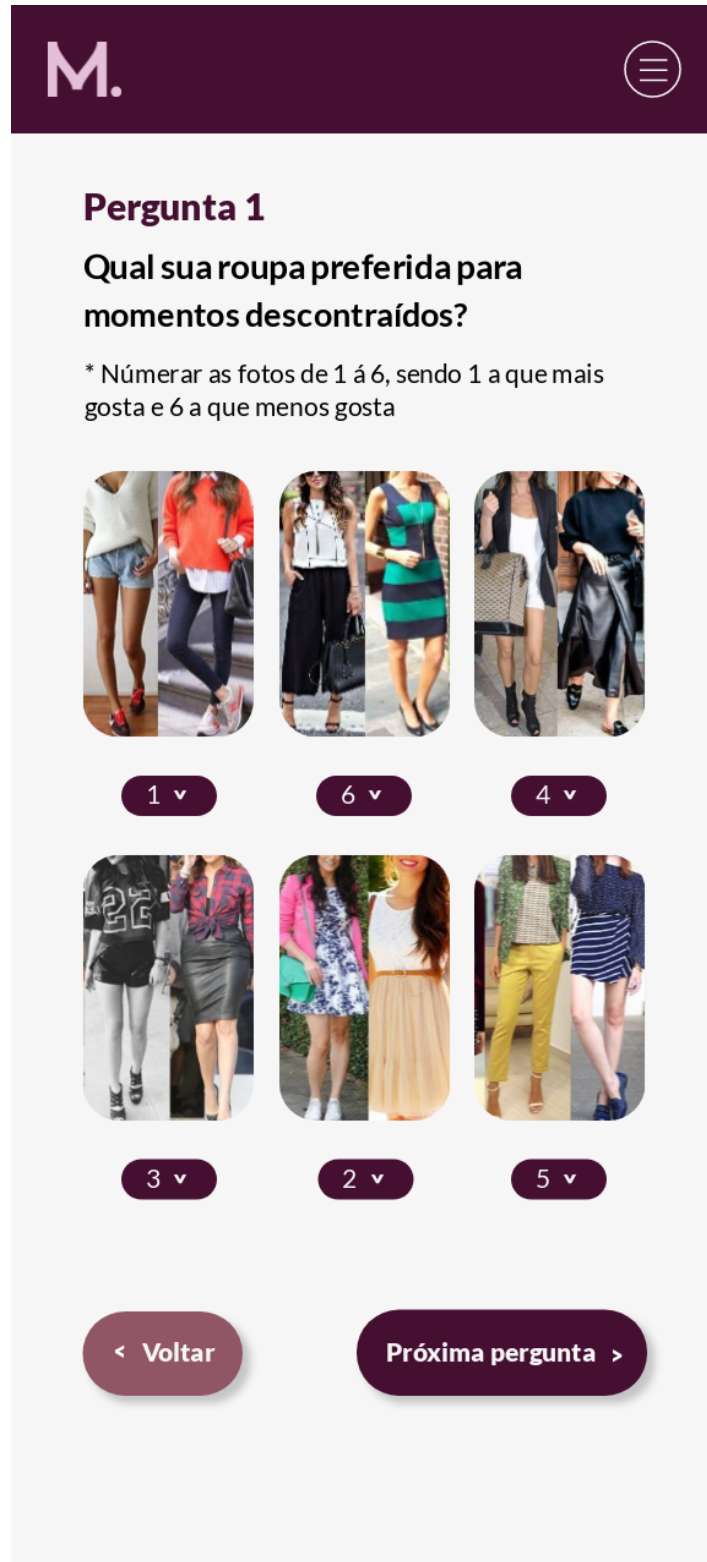 M.
Pergunta 1
Qual sua roupa preferida para
momentos descontraídos?
* Númerar as fotos de 1 á 6, sendo 1 a que mais
gosta e 6 a que menos gosta
22
1
6
4
3
2
5
< Voltar
Próxima pergunta >